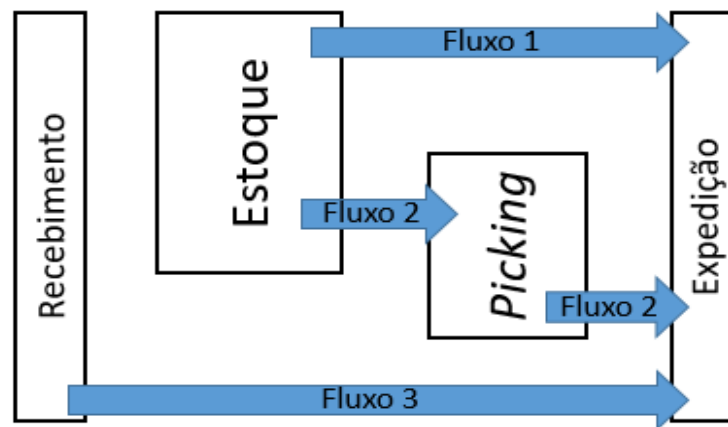 Recebimento
Estoque
Fluxo 1
Fluxo 2
Picking
Fluxo 2
Fluxo 3
Expedição